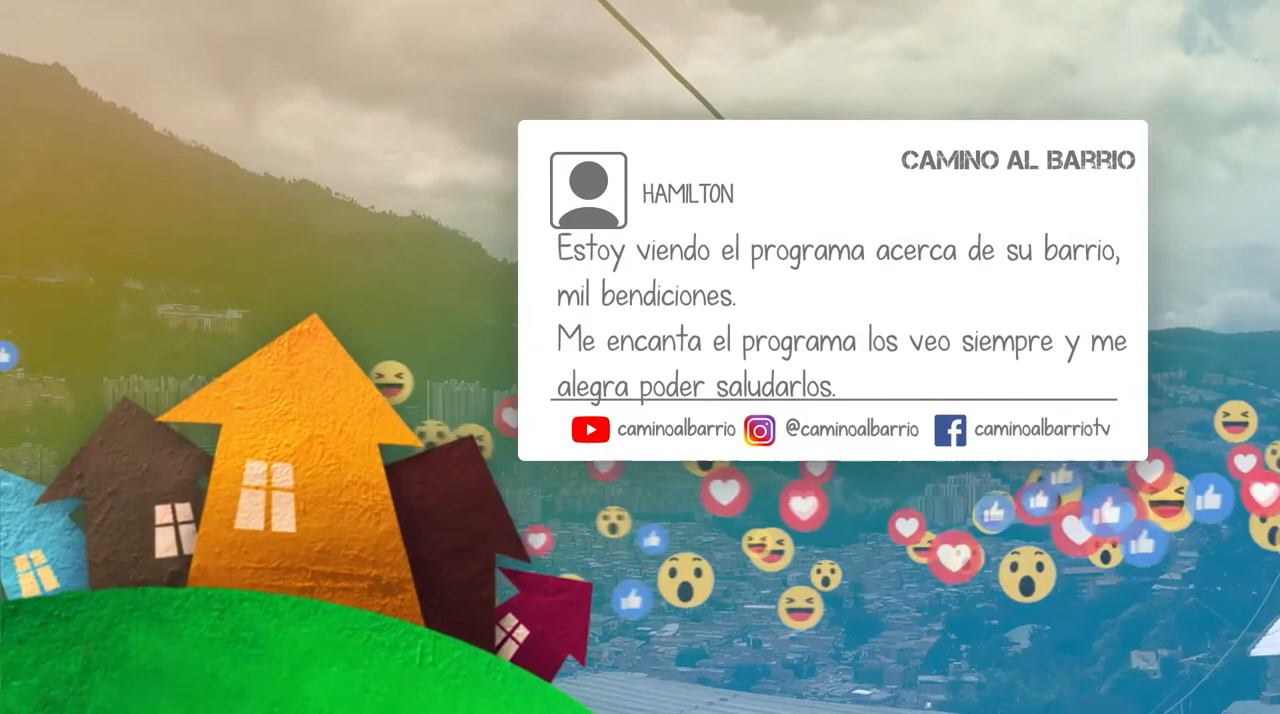 CAMINO AL BARRIO
HAMILTON
Estoy viendo el programa acerca de su barrio,
mil bendiciones.
Me encanta el programa los veo siempre y me
alegra poder saludarlos.
caminoalbarrio @caminoalbarrio caminoalbarriotv